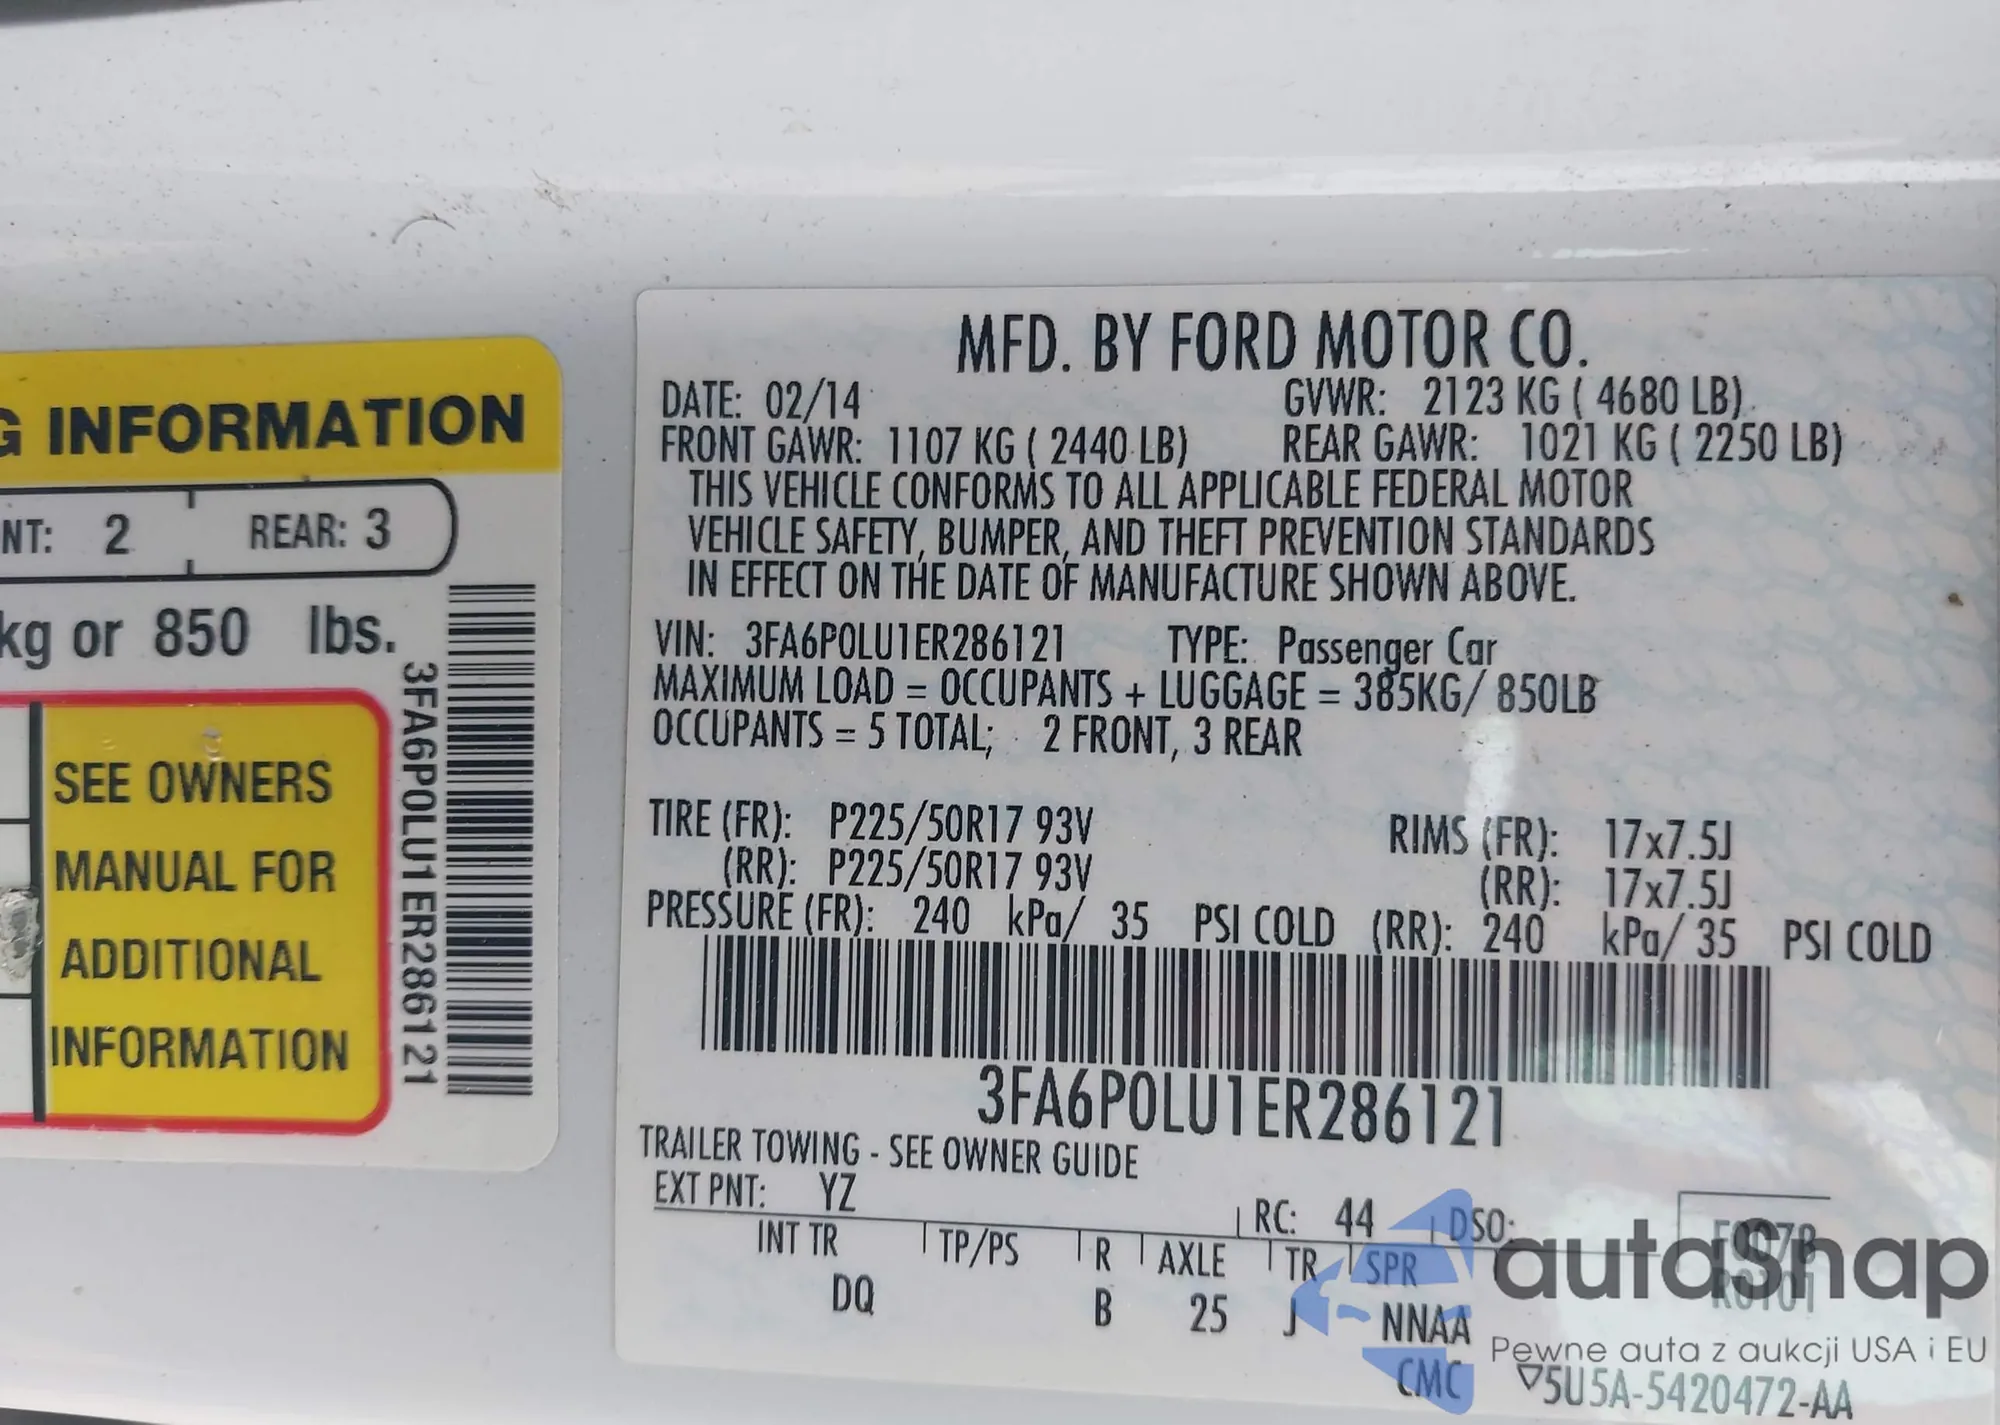 G INFORMATION
NT: 2 REAR: 3
kg or 850 lbs.
SEE OWNERS
MANUAL FOR
ADDITIONAL
INFORMATION
3FA6P0LU1ER286121
MFD. BY FORD MOTOR CO.
DATE: 02/14 GVWR: 2123 KG ( 4680 LB)
FRONT GAWR: 1107 KG ( 2440 LB) REAR GAWR: 1021 KG ( 2250 LB)
THIS VEHICLE CONFORMS TO ALL APPLICABLE FEDERAL MOTOR
VEHICLE SAFETY, BUMPER, AND THEFT PREVENTION STANDARDS
IN EFFECT ON THE DATE OF MANUFACTURE SHOWN ABOVE.
VIN: 3FA6P0LU1ER286121 TYPE: Passenger Car
MAXIMUM LOAD = OCCUPANTS + LUGGAGE = 385KG/ 850LB
OCCUPANTS = 5 TOTAL; 2 FRONT, 3 REAR
TIRE (FR): P225/50R17 93V RIMS (FR): 17x7.5J
(RR): P225/50R17 93V (RR): 17x7.5J
PRESSURE (FR): 240 kPa/ 35 PSI COLD (RR): 240 kPa/ 35 PSI COLD
3FA6P0LU1ER286121
TRAILER TOWING - SEE OWNER GUIDE
EXT PNT: YZ RC: 44 DSO:
INT TR TP/PS R AXLE TR SPR
DQ B 25 J NNAA
CMC ▽5U5A-5420472-AA
R0101
autoSnap
Pewne auta z aukcji USA i EU